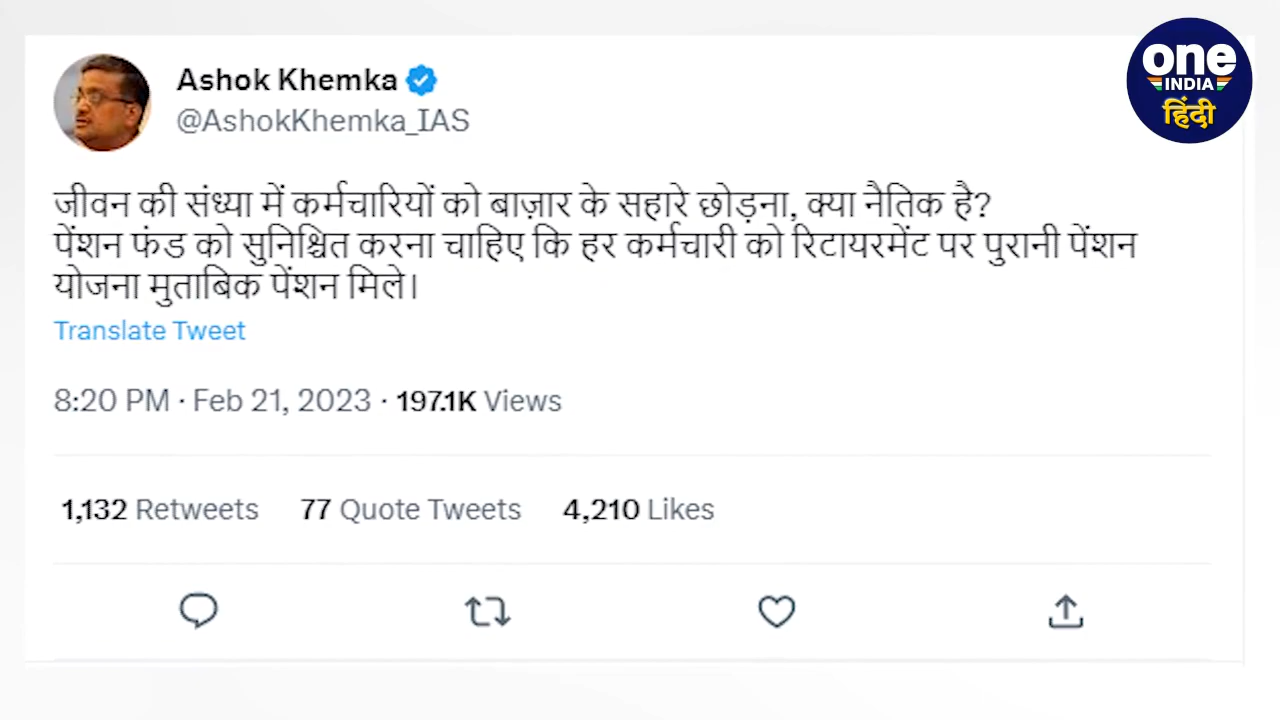 Ashok Khemka
@AshokKhemka_IAS
one
INDIA
हिंदी
जीवन की संध्या में कर्मचारियों को बाज़ार के सहारे छोड़ना, क्या नैतिक है?
पेंशन फंड को सुनिश्चित करना चाहिए कि हर कर्मचारी को रिटायरमेंट पर पुरानी पेंशन
योजना मुताबिक पेंशन मिले।
Translate Tweet
8:20 PM · Feb 21, 2023 · 197.1K Views
1,132 Retweets 77 Quote Tweets 4,210 Likes